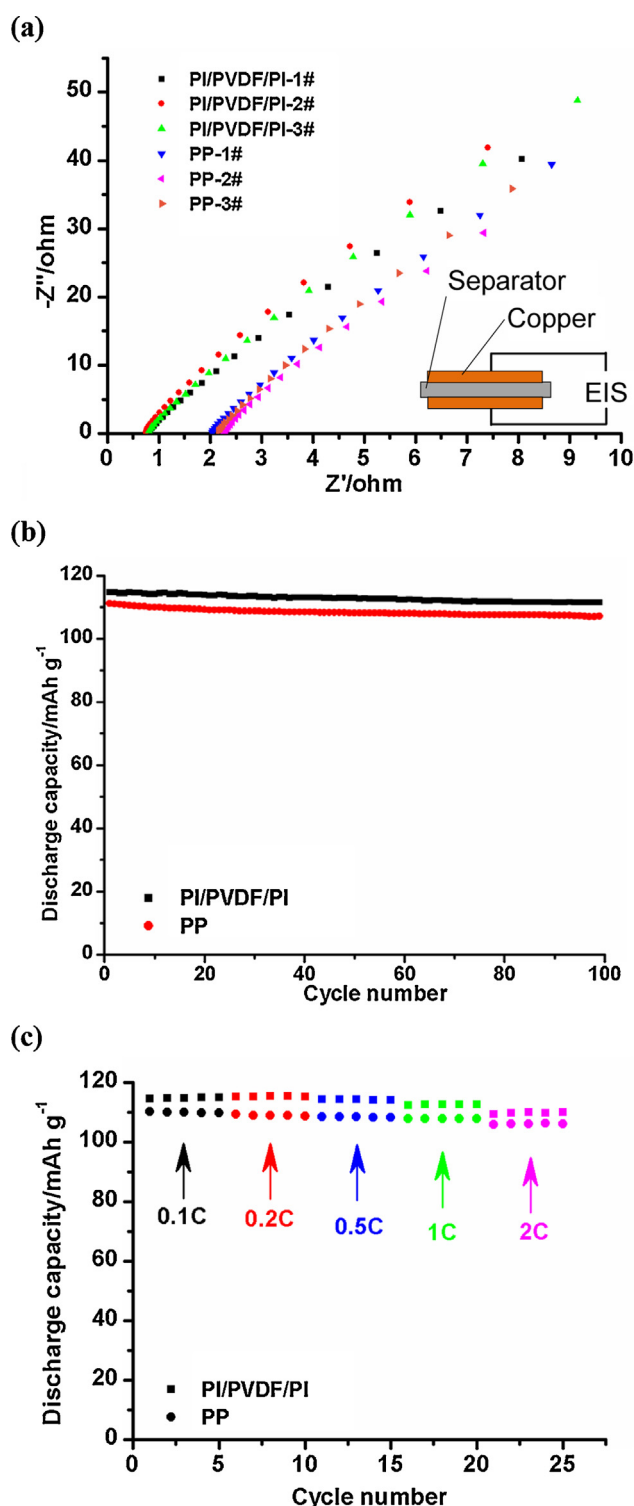 (a)
PI/PVDF/PI-1#
PI/PVDF/PI-2#
PI/PVDF/PI-3#
PP-1#
PP-2#
PP-3#
50
40
30
20
10
0
-Z''/ohm
Separator
Copper
EIS
0 1 2 3 4 5 6 7 8 9 10
Z'/ohm
(b)
120
100
80
60
40
20
0
Discharge capacity/mAh g⁻¹
PI/PVDF/PI
PP
0 20 40 60 80 100
Cycle number
(c)
120
100
80
60
40
20
0
Discharge capacity/mAh g⁻¹
0.1C 0.2C 0.5C 1C 2C
PI/PVDF/PI
PP
0 5 10 15 20 25
Cycle number